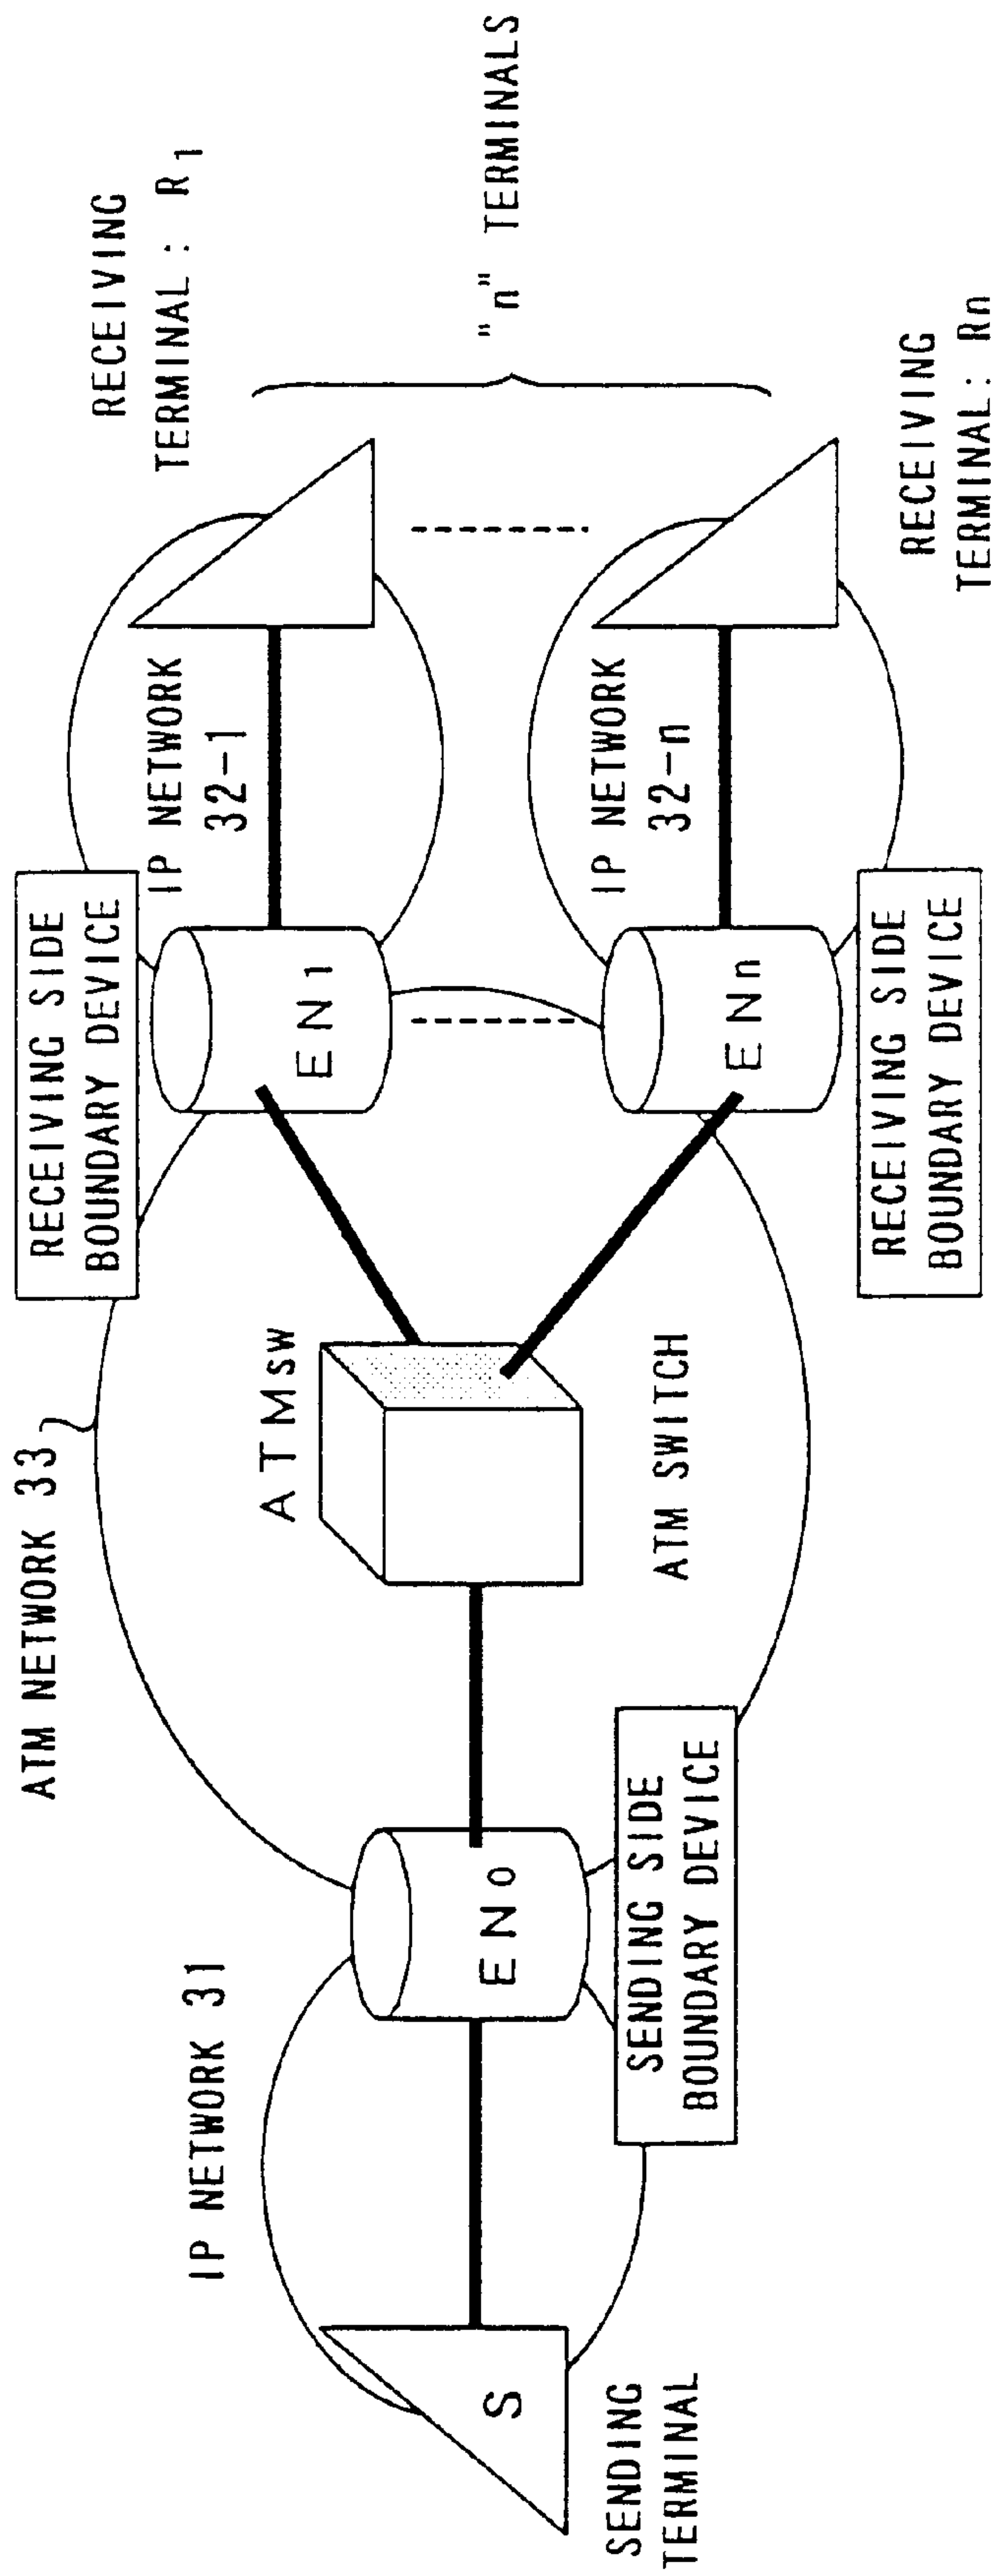 ATM NETWORK 33
IP NETWORK 31
S
SENDING
TERMINAL
EN0
SENDING SIDE
BOUNDARY DEVICE
ATMSW
ATM SWITCH
RECEIVING SIDE
BOUNDARY DEVICE
EN1
IP NETWORK
32-1
RECEIVING
TERMINAL: R1
"n" TERMINALS
ENn
IP NETWORK
32-n
RECEIVING SIDE
BOUNDARY DEVICE
RECEIVING
TERMINAL: Rn